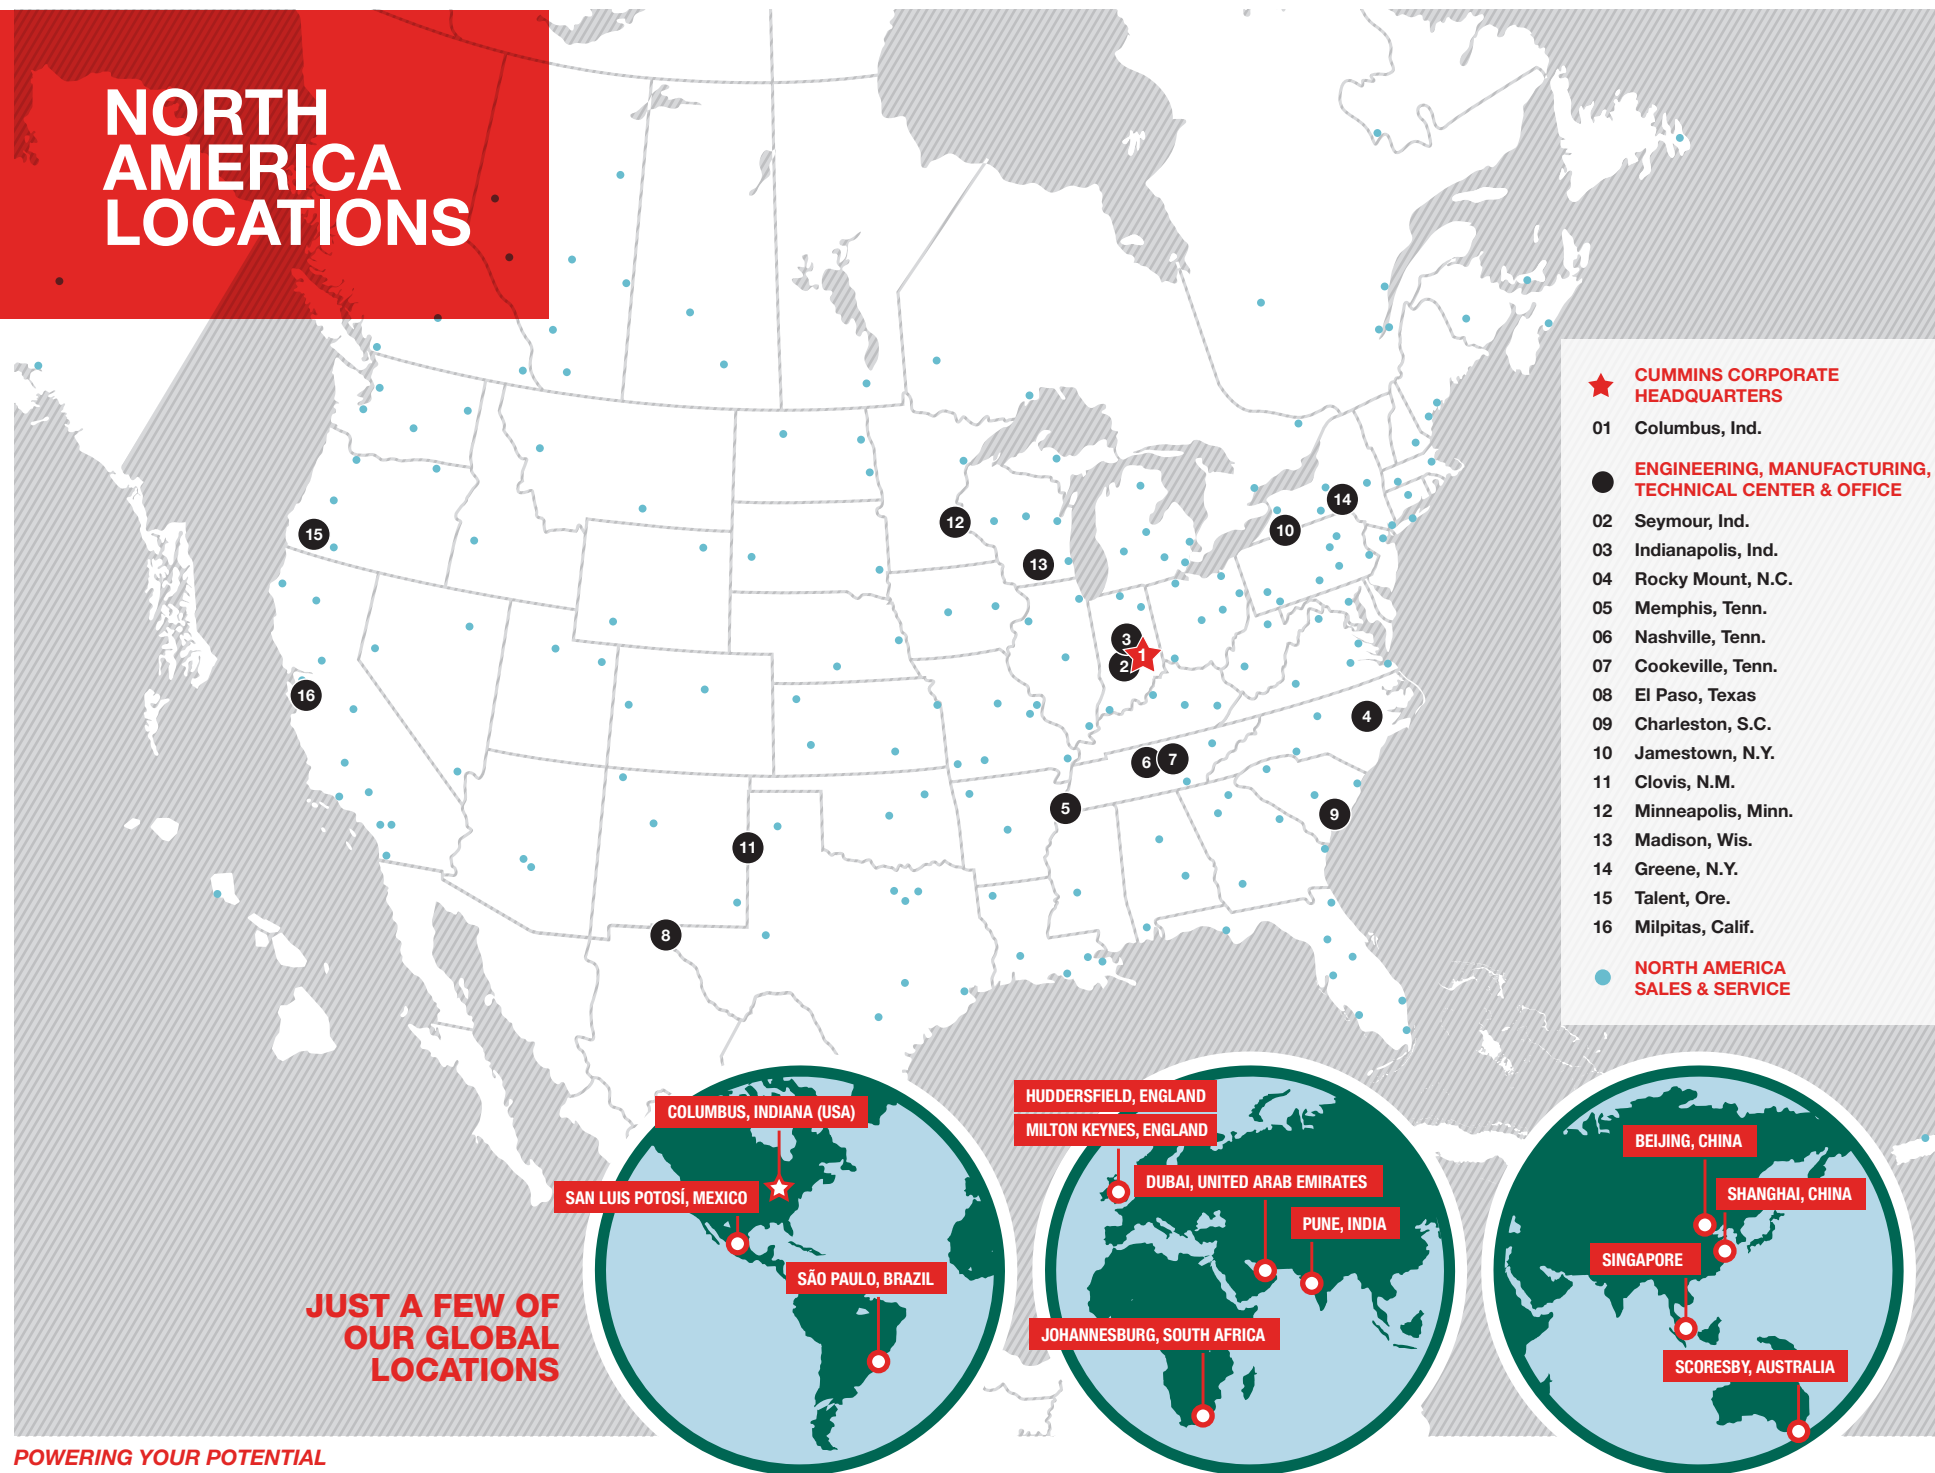 NORTH
AMERICA
LOCATIONS
CUMMINS CORPORATE
HEADQUARTERS
01 Columbus, Ind.
ENGINEERING, MANUFACTURING,
TECHNICAL CENTER & OFFICE
02 Seymour, Ind.
03 Indianapolis, Ind.
04 Rocky Mount, N.C.
05 Memphis, Tenn.
06 Nashville, Tenn.
07 Cookeville, Tenn.
08 El Paso, Texas
09 Charleston, S.C.
10 Jamestown, N.Y.
11 Clovis, N.M.
12 Minneapolis, Minn.
13 Madison, Wis.
14 Greene, N.Y.
15 Talent, Ore.
16 Milpitas, Calif.
NORTH AMERICA
SALES & SERVICE
14
12
10
15
13
3
1
2
16
4
6
7
5
9
11
8
COLUMBUS, INDIANA (USA)
SAN LUIS POTOSÍ, MEXICO
SÃO PAULO, BRAZIL
HUDDERSFIELD, ENGLAND
MILTON KEYNES, ENGLAND
DUBAI, UNITED ARAB EMIRATES
PUNE, INDIA
JOHANNESBURG, SOUTH AFRICA
BEIJING, CHINA
SHANGHAI, CHINA
SINGAPORE
SCORESBY, AUSTRALIA
JUST A FEW OF
OUR GLOBAL
LOCATIONS
POWERING YOUR POTENTIAL